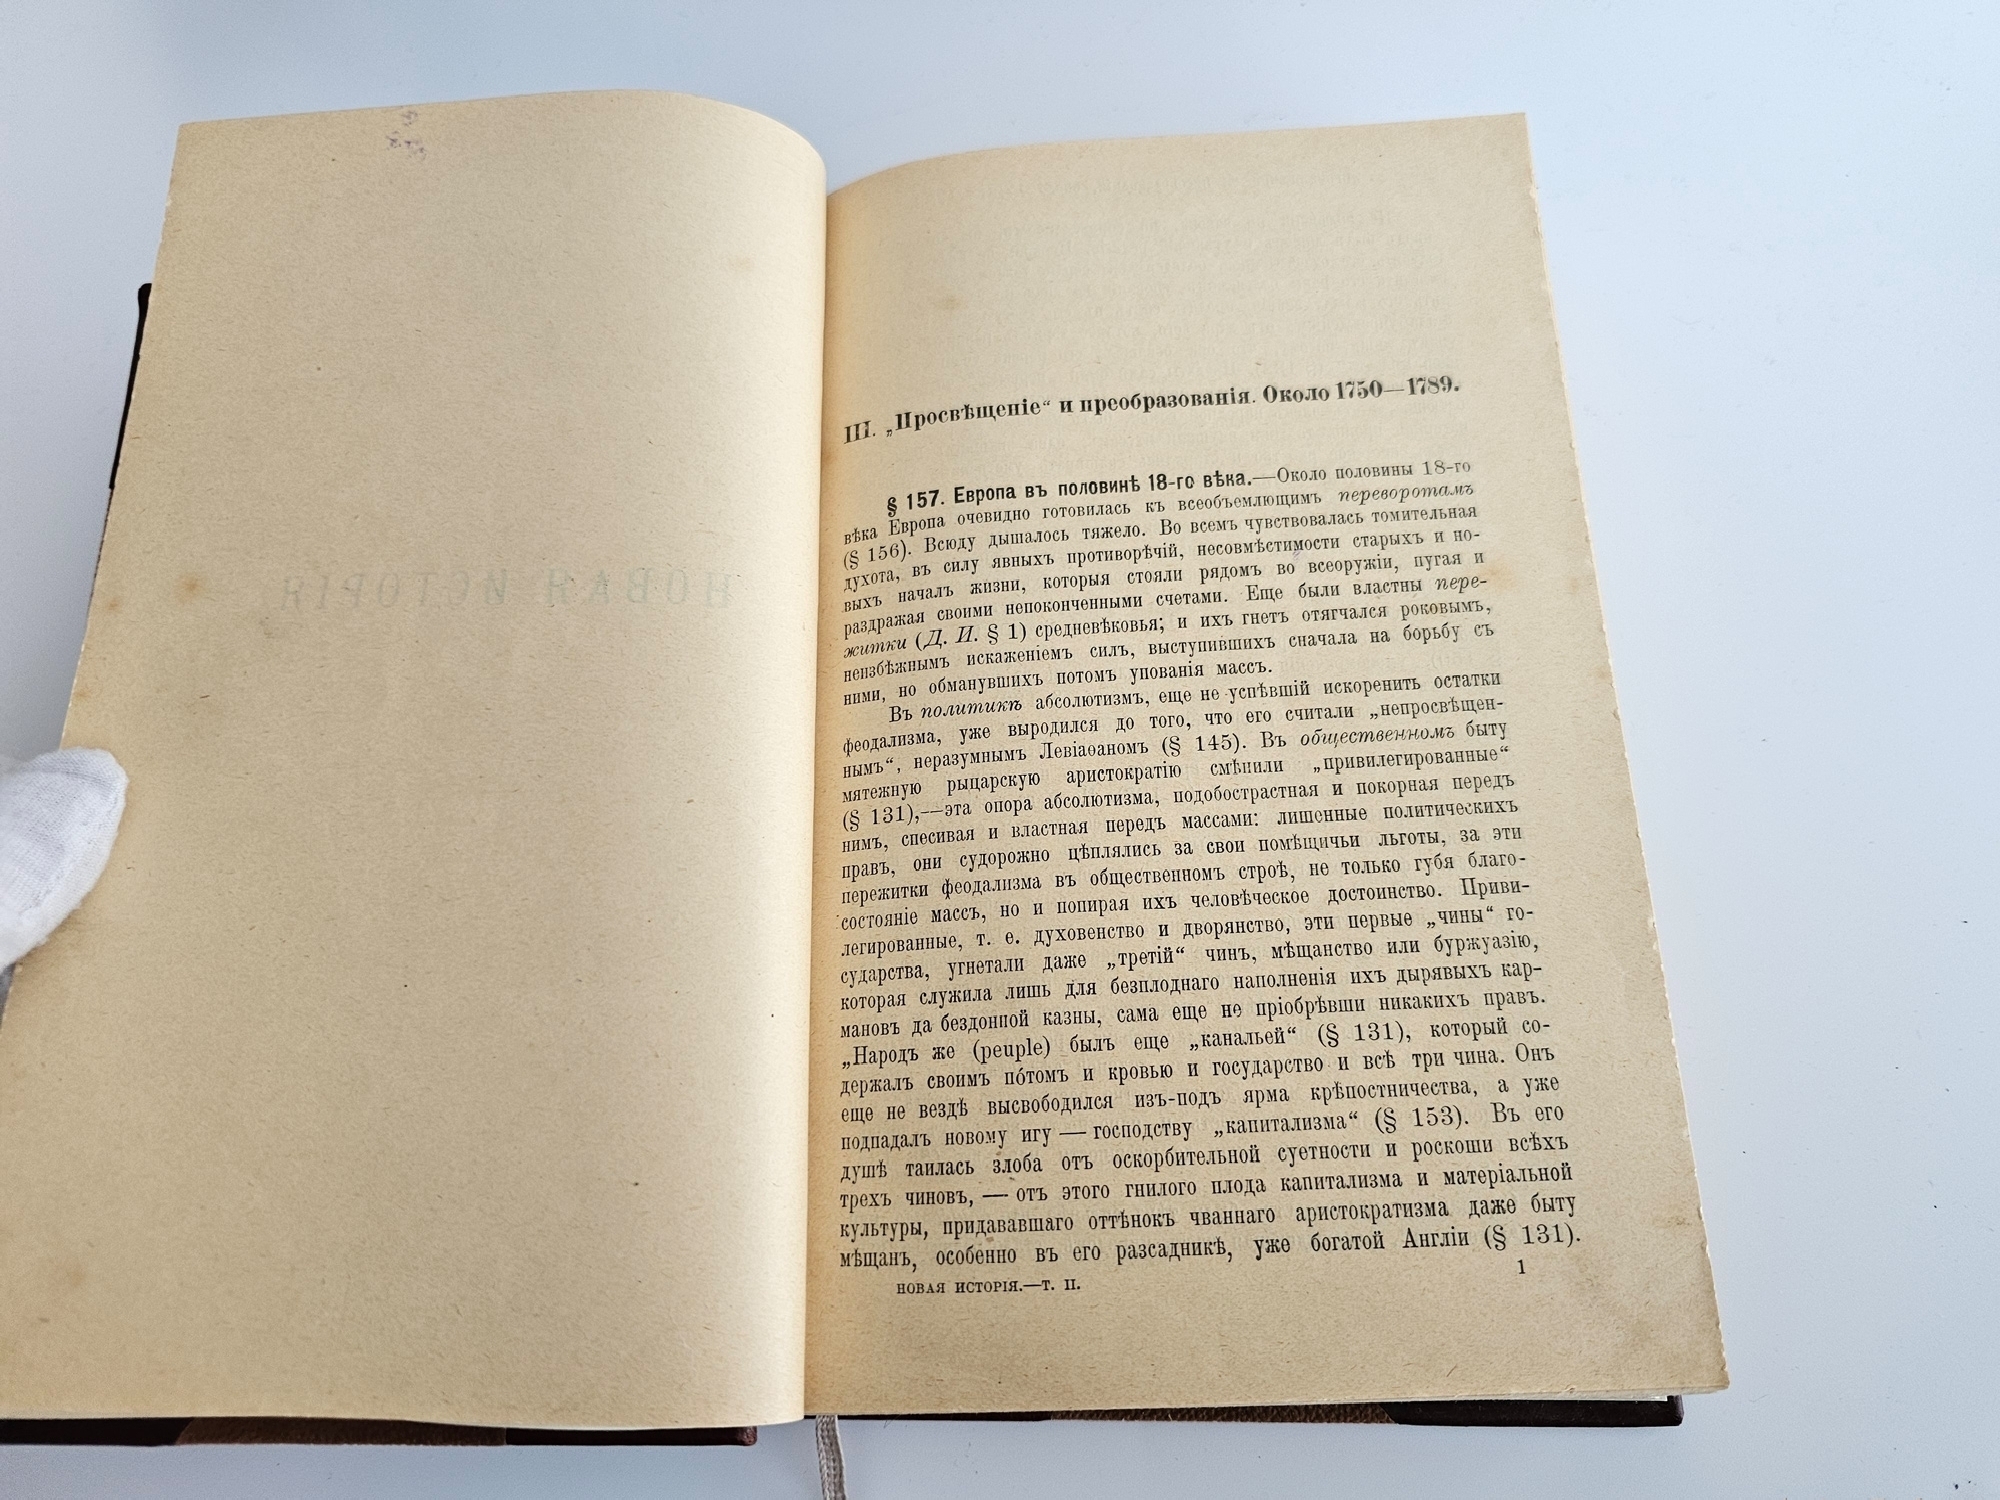 III. „Просвѣщеніе“ и преобразованія. Около 1750—1789.
§ 157. Европа въ половинѣ 18-го вѣка.—Около половины 18-го
вѣка Европа очевидно готовилась къ всеобъемлющимъ переворотамъ
(§ 156). Всюду дышалось тяжело. Во всемъ чувствовалась томительная
духота, въ силу явныхъ противорѣчій, несовмѣстимости старыхъ и но-
выхъ началъ жизни, которыя стояли рядомъ во всеоружіи, пугая и
раздражая своими непоконченными счетами. Еще были властны пере-
житки (Д. И. § 1) средневѣковья; и ихъ гнетъ отягчался роковымъ,
неизбѣжнымъ искаженіемъ силъ, выступившихъ сначала на борьбу съ
ними, но обманувшихъ потомъ упованія массъ.
Въ политикѣ абсолютизмъ, еще не успѣвшій искоренить остатки
феодализма, уже выродился до того, что его считали „непросвѣщен-
нымъ“, неразумнымъ Левіаѳаномъ (§ 145). Въ общественномъ быту
мятежную рыцарскую аристократію смѣнили „привилегированные“
(§ 131),—эта опора абсолютизма, подобострастная и покорная передъ
нимъ, спесивая и властная передъ массами: лишенные политическихъ
правъ, они судорожно цѣплялись за свои помѣщичьи льготы, за эти
пережитки феодализма въ общественномъ строѣ, не только губя благо-
состояніе массъ, но и попирая ихъ человѣческое достоинство. Приви-
легированные, т. е. духовенство и дворянство, эти первые „чины“ го-
сударства, угнетали даже „третій“ чинъ, мѣщанство или буржуазію,
которая служила лишь для безплоднаго наполненія ихъ дырявыхъ кар-
мановъ да бездонной казны, сама еще не пріобрѣвши никакихъ правъ.
„Народъ же (peuple) былъ еще „канальей“ (§ 131), который со-
держалъ своимъ по́томъ и кровью и государство и всѣ три чина. Онъ
еще не вездѣ высвободился изъ-подъ ярма крѣпостничества, а уже
подпадалъ новому игу — господству „капитализма“ (§ 153). Въ его
душѣ таилась злоба отъ оскорбительной суетности и роскоши всѣхъ
трехъ чиновъ, — отъ этого гнилого плода капитализма и матеріальной
культуры, придававшаго оттѣнокъ чваннаго аристократизма даже быту
мѣщанъ, особенно въ его разсадникѣ, уже богатой Англіи (§ 131).
НОВАЯ ИСТОРІЯ.—Т. II.
1
НОВАЯ ИСТОРІЯ